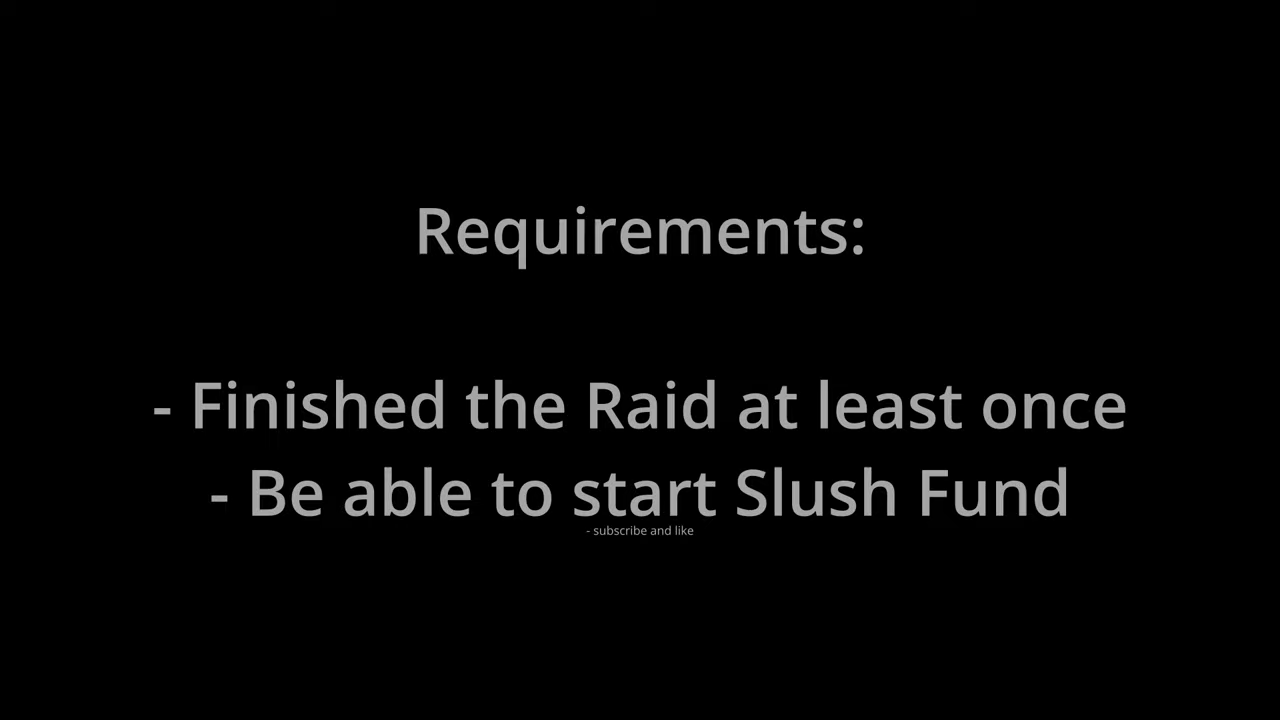 Requirements:
- Finished the Raid at least once
- Be able to start Slush Fund
- subscribe and like